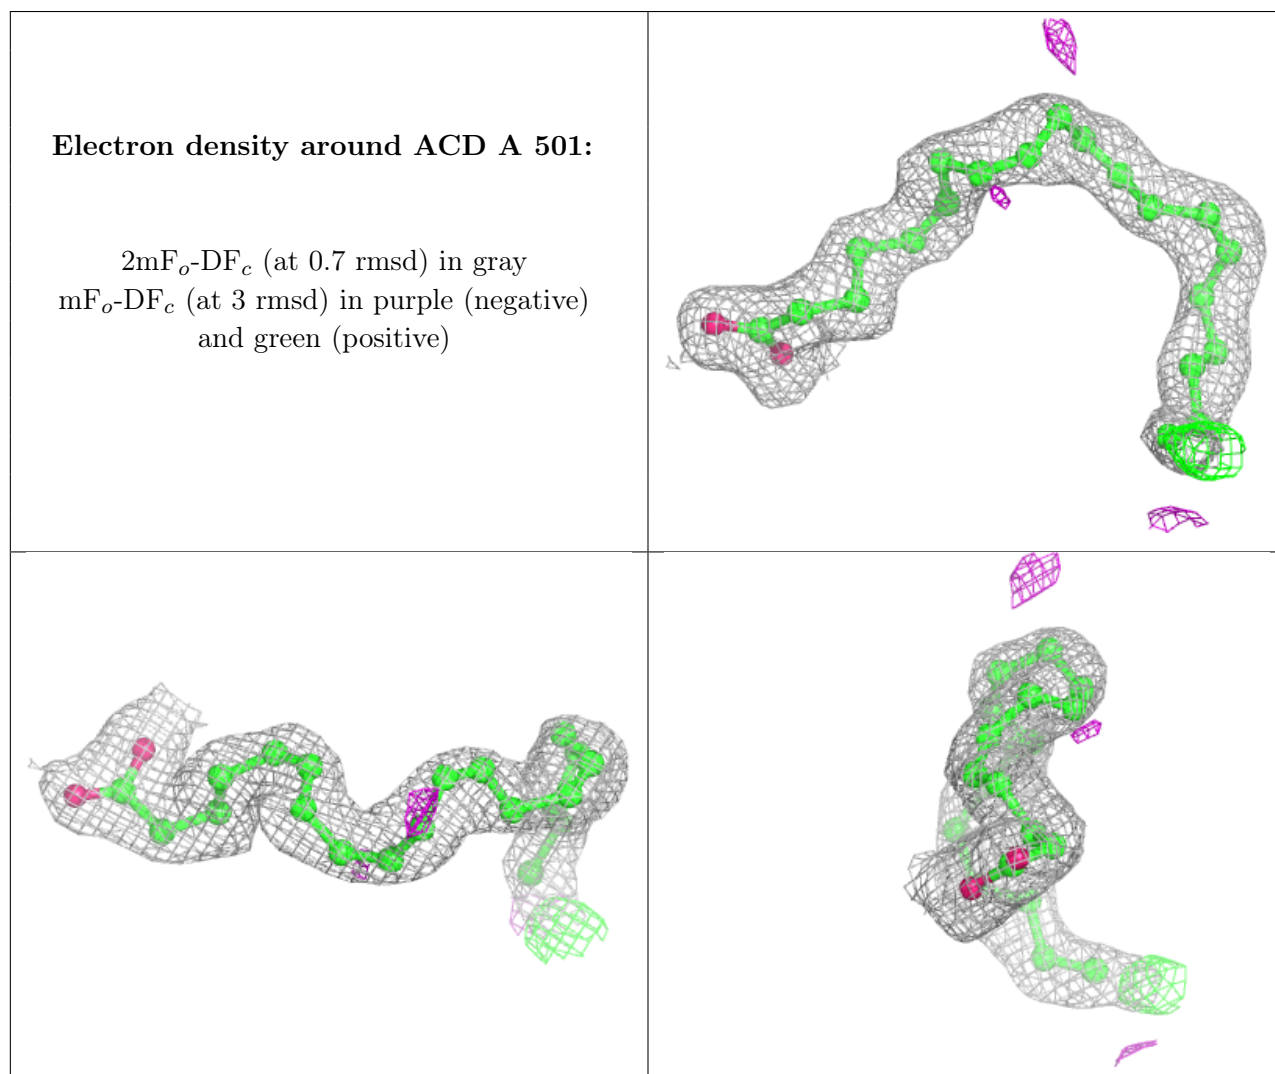 Electron density around ACD A 501:
2mFo-DFc (at 0.7 rmsd) in gray
mFo-DFc (at 3 rmsd) in purple (negative)
and green (positive)